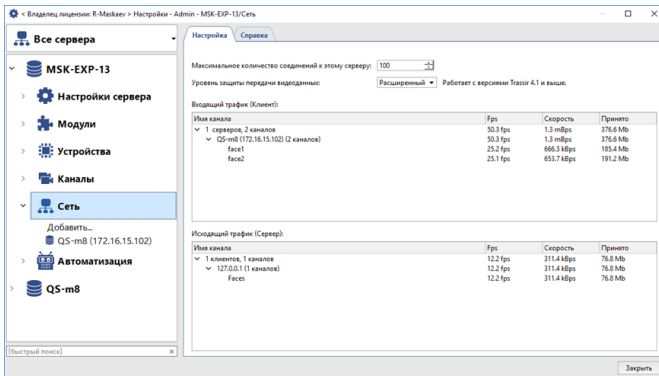 < Владелец лицензии: R-Maskaev > Настройки - Admin - MSK-EXP-13/Сеть
Все сервера
MSK-EXP-13
Настройки сервера
Модули
Устройства
Каналы
Сеть
Добавить...
QS-m8 (172.16.15.102)
Автоматизация
QS-m8
[быстрый поиск]
Настройка Справка
Максимальное количество соединений к этому серверу: 100
Уровень защиты передачи видеоданных: Расширенный Работает с версиями Trassir 4.1 и выше.
Входящий трафик (Клиент):
Имя канала Fps Скорость Принято
1 серверов, 2 каналов 50.3 fps 1.3 mBps 376.6 Mb
QS-m8 (172.16.15.102) (2 каналов) 50.3 fps 1.3 mBps 376.6 Mb
face1 25.2 fps 666.3 kBps 185.4 Mb
face2 25.1 fps 653.7 kBps 191.2 Mb
Исходящий трафик (Сервер):
Имя канала Fps Скорость Принято
1 клиентов, 1 каналов 12.2 fps 311.4 kBps 76.8 Mb
127.0.0.1 (1 каналов) 12.2 fps 311.4 kBps 76.8 Mb
Faces 12.2 fps 311.4 kBps 76.8 Mb
Закрыть